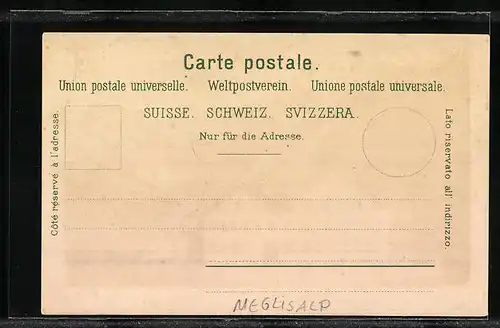 Carte postale.
Union postale universelle. Weltpostverein. Unione postale universale.
SUISSE. SCHWEIZ. SVIZZERA.
Nur für die Adresse.
Côté réservé à l'adresse.
Lato riservato all' indirizzo.
MEGLISALP